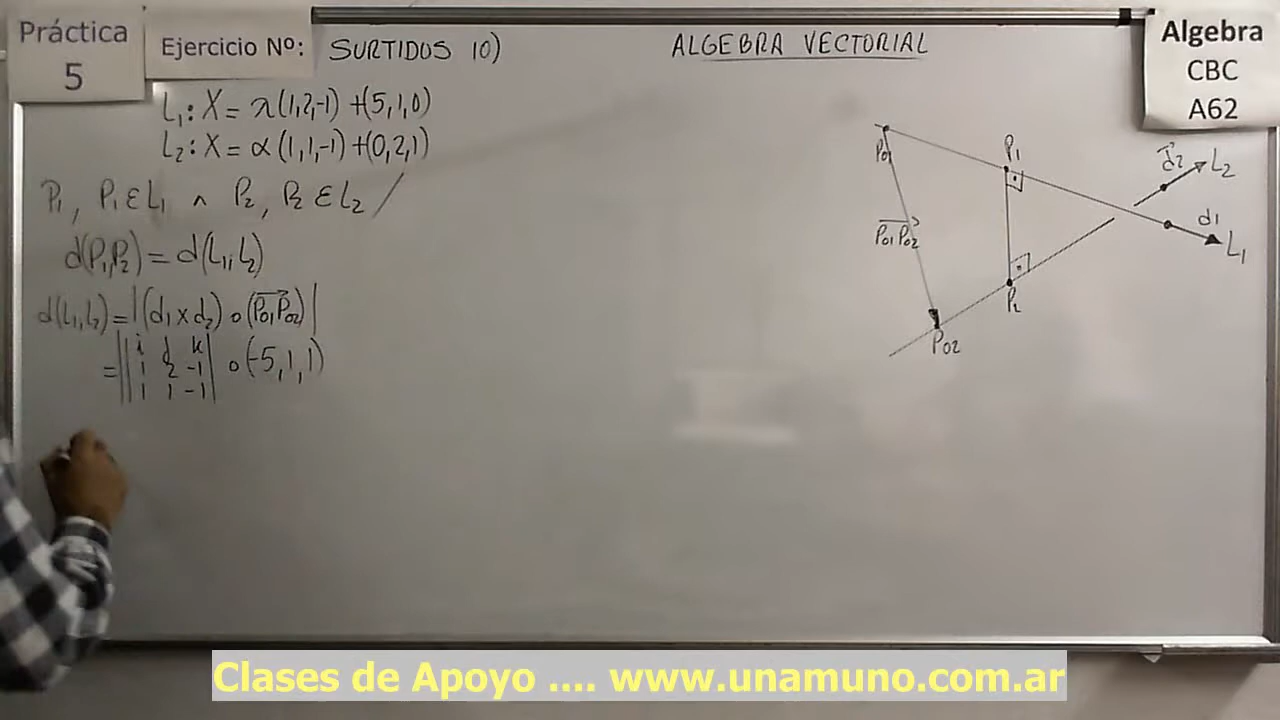 Práctica
5
Ejercicio Nº: SURTIDOS 10)
ALGEBRA VECTORIAL
Algebra
CBC
A62
L₁: X = λ(1,2,-1) + (5,1,0)
L₂: X = α(1,1,-1) + (0,2,1)
P₁, P₁ ∈ L₁ ∧ P₂, P₂ ∈ L₂ /
d(P₁,P₂) = d(L₁,L₂)
d(L₁,L₂) = |(d₁ x d₂) ∘ (P₀₁P₀₂)|
= || i j k |
1 2 -1
1 1 -1 | ∘ (-5,1,1)
P₀₁
P₁
d₂
L₂
P₀₁P₀₂
d₁
L₁
P₂
P₀₂
Clases de Apoyo .... www.unamuno.com.ar